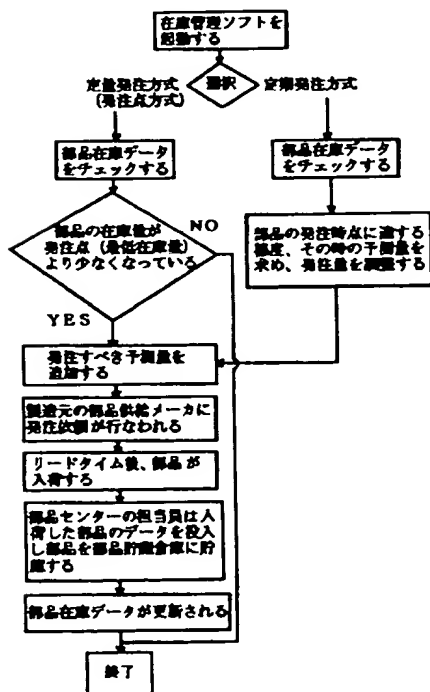 在庫管理ソフトを
起動する
定量発注方式
(発注点方式)
選択
定期発注方式
部品在庫データ
をチェックする
部品在庫データ
をチェックする
部品の在庫量が
発注点(最低在庫量)
より少なくなっている
NO
部品の発注時点に達する
都度、その時の予測量を
求め、発注量を調整する
YES
発注すべき予測量を
追加する
製造元の部品供給メーカに
発注依頼が行なわれる
リードタイム後、部品が
入荷する
部品センターの担当員は入
荷した部品のデータを投入
し部品を部品貯蔵倉庫に貯
蔵する
部品在庫データが更新される
終了